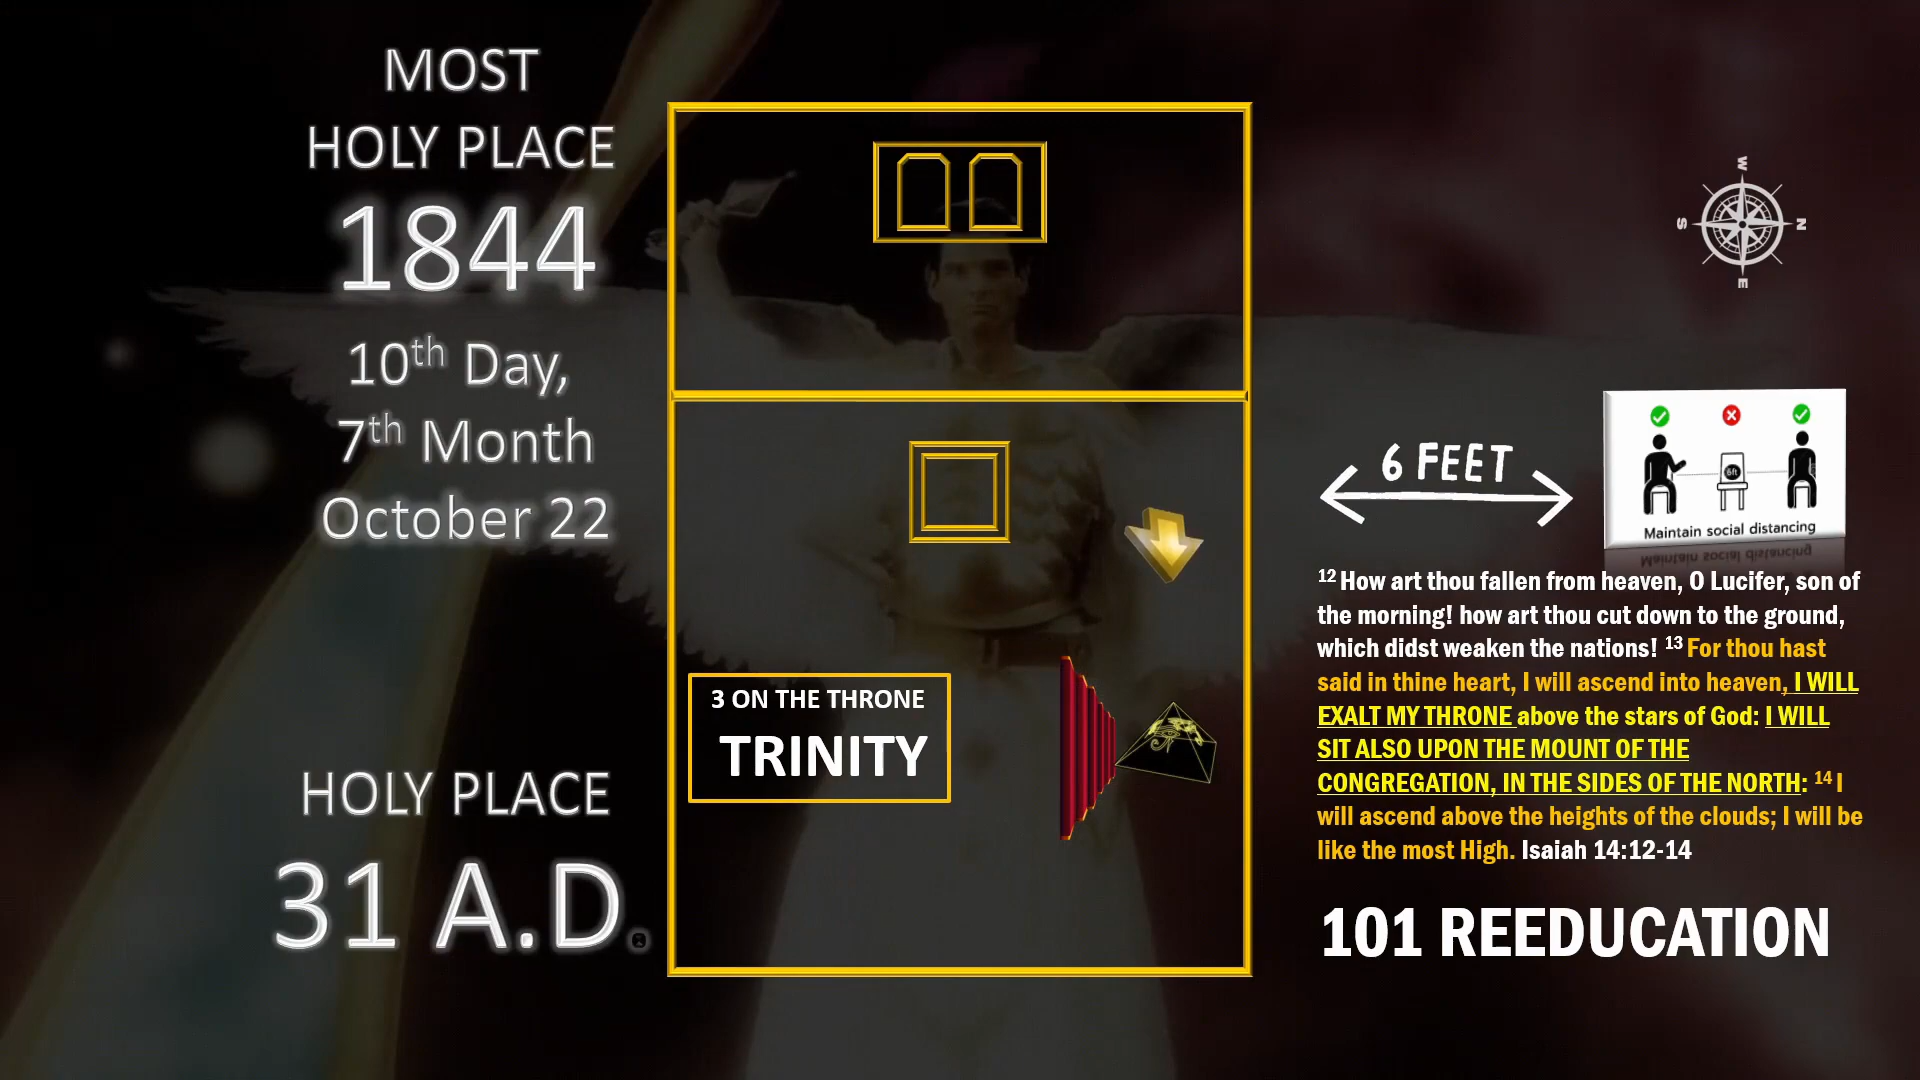 MOST
HOLY PLACE
1844
10th Day,
7th Month
October 22
HOLY PLACE
31 A.D.
3 ON THE THRONE
TRINITY
W
S
N
E
6 FEET
6ft
Maintain social distancing
12 How art thou fallen from heaven, O Lucifer, son of
the morning! how art thou cut down to the ground,
which didst weaken the nations! 13 For thou hast
said in thine heart, I will ascend into heaven, I WILL
EXALT MY THRONE above the stars of God: I WILL
SIT ALSO UPON THE MOUNT OF THE
CONGREGATION, IN THE SIDES OF THE NORTH: 14 I
will ascend above the heights of the clouds; I will be
like the most High. Isaiah 14:12-14
101 REEDUCATION